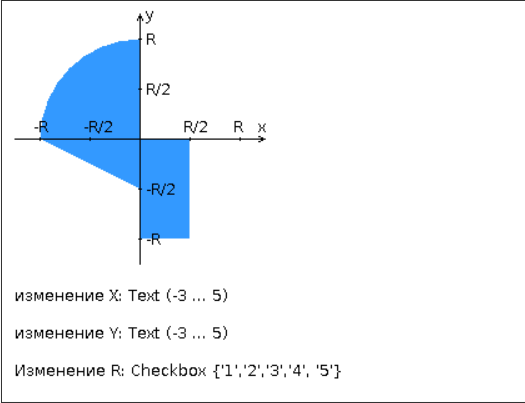 y
R
R/2
-R -R/2 R/2 R x
-R/2
-R
изменение X: Text (-3 ... 5)
изменение Y: Text (-3 ... 5)
Изменение R: Checkbox {'1','2','3','4', '5'}